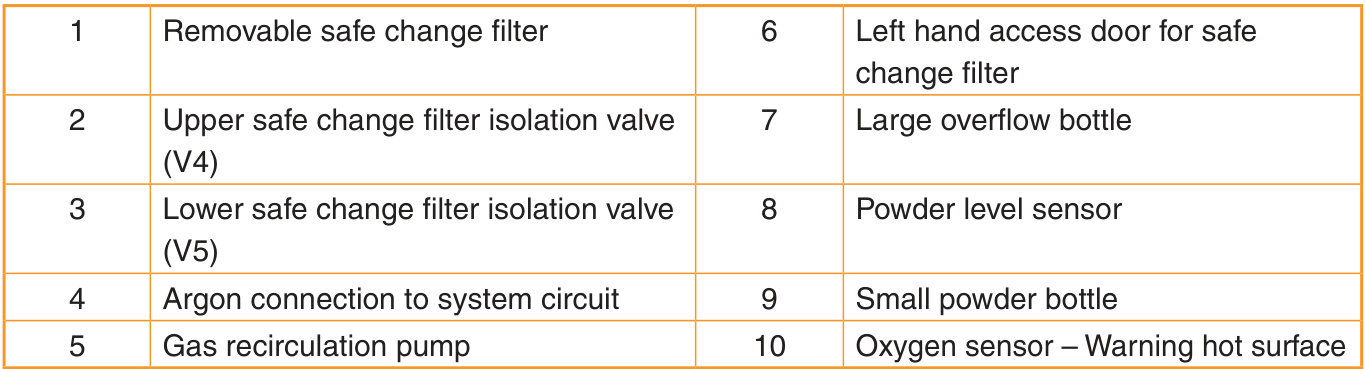 1 Removable safe change filter 6 Left hand access door for safe
change filter
2 Upper safe change filter isolation valve 7 Large overflow bottle
(V4)
3 Lower safe change filter isolation valve 8 Powder level sensor
(V5)
4 Argon connection to system circuit 9 Small powder bottle
5 Gas recirculation pump 10 Oxygen sensor – Warning hot surface